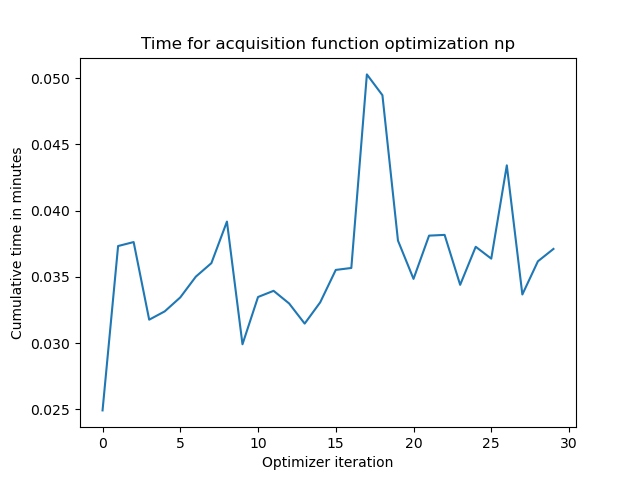 Time for acquisition function optimization np
Cumulative time in minutes
0.050
0.045
0.040
0.035
0.030
0.025
0 5 10 15 20 25 30
Optimizer iteration